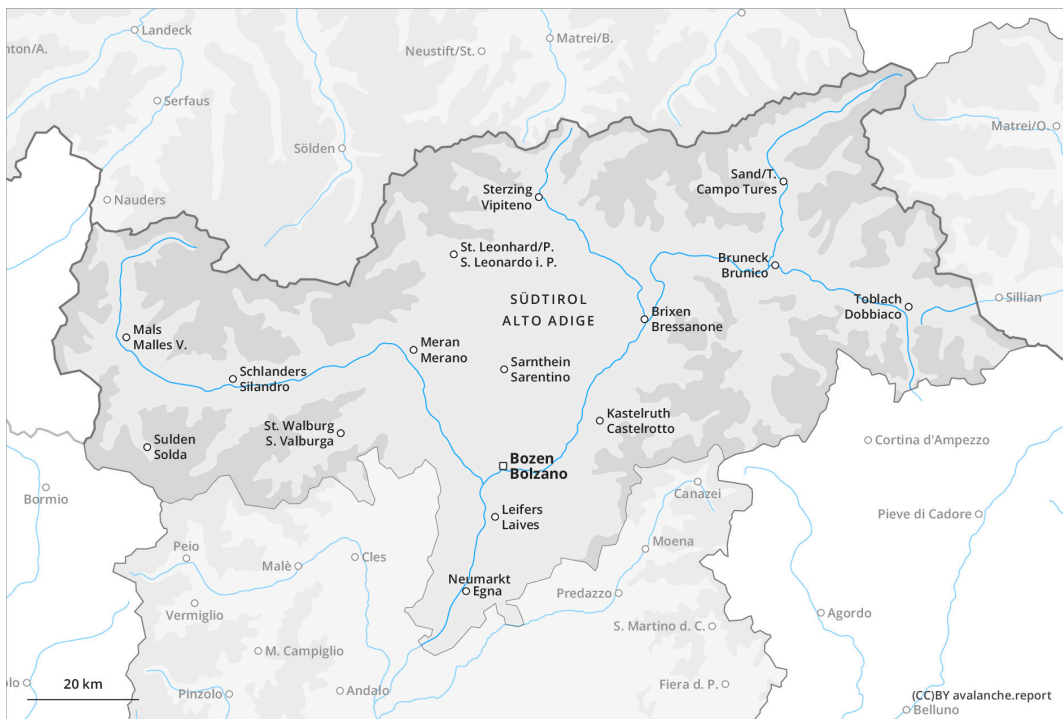 Landeck
nton/A.
Neustift/St.
Matrei/B.
Serfaus
Matrei/O.
Sölden
Nauders
Sterzing
Vipiteno
Sand/T.
Campo Tures
St. Leonhard/P.
S. Leonardo i. P.
Bruneck
Brunico
SÜDTIROL
ALTO ADIGE
Toblach
Dobbiaco
Sillian
Brixen
Bressanone
Mals
Malles V.
Meran
Merano
Schlanders
Silandro
Sarnthein
Sarentino
Kastelruth
Castelrotto
St. Walburg
S. Valburga
Sulden
Solda
Cortina d'Ampezzo
Bozen
Bolzano
Bormio
Canazei
Leifers
Laives
Pieve di Cadore
Moena
Peio
Malè
Cles
Neumarkt
Egna
Predazzo
Vermiglio
Agordo
S. Martino d. C.
M. Campiglio
olo
20 km
Pinzolo
Andalo
Fiera d. P.
(CC)BY avalanche.report
Belluno